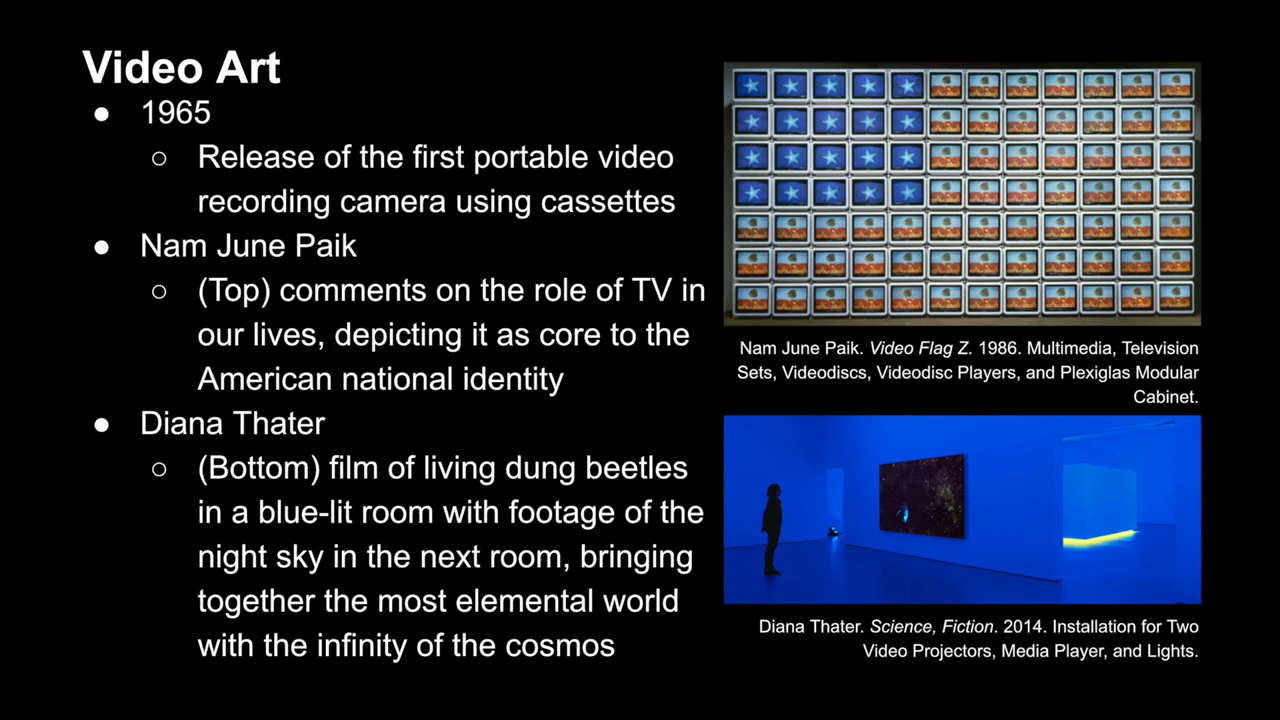 Video Art
● 1965
○ Release of the first portable video
recording camera using cassettes
● Nam June Paik
○ (Top) comments on the role of TV in
our lives, depicting it as core to the
American national identity
● Diana Thater
○ (Bottom) film of living dung beetles
in a blue-lit room with footage of the
night sky in the next room, bringing
together the most elemental world
with the infinity of the cosmos
Nam June Paik. Video Flag Z. 1986. Multimedia, Television
Sets, Videodiscs, Videodisc Players, and Plexiglas Modular
Cabinet.
Diana Thater. Science, Fiction. 2014. Installation for Two
Video Projectors, Media Player, and Lights.